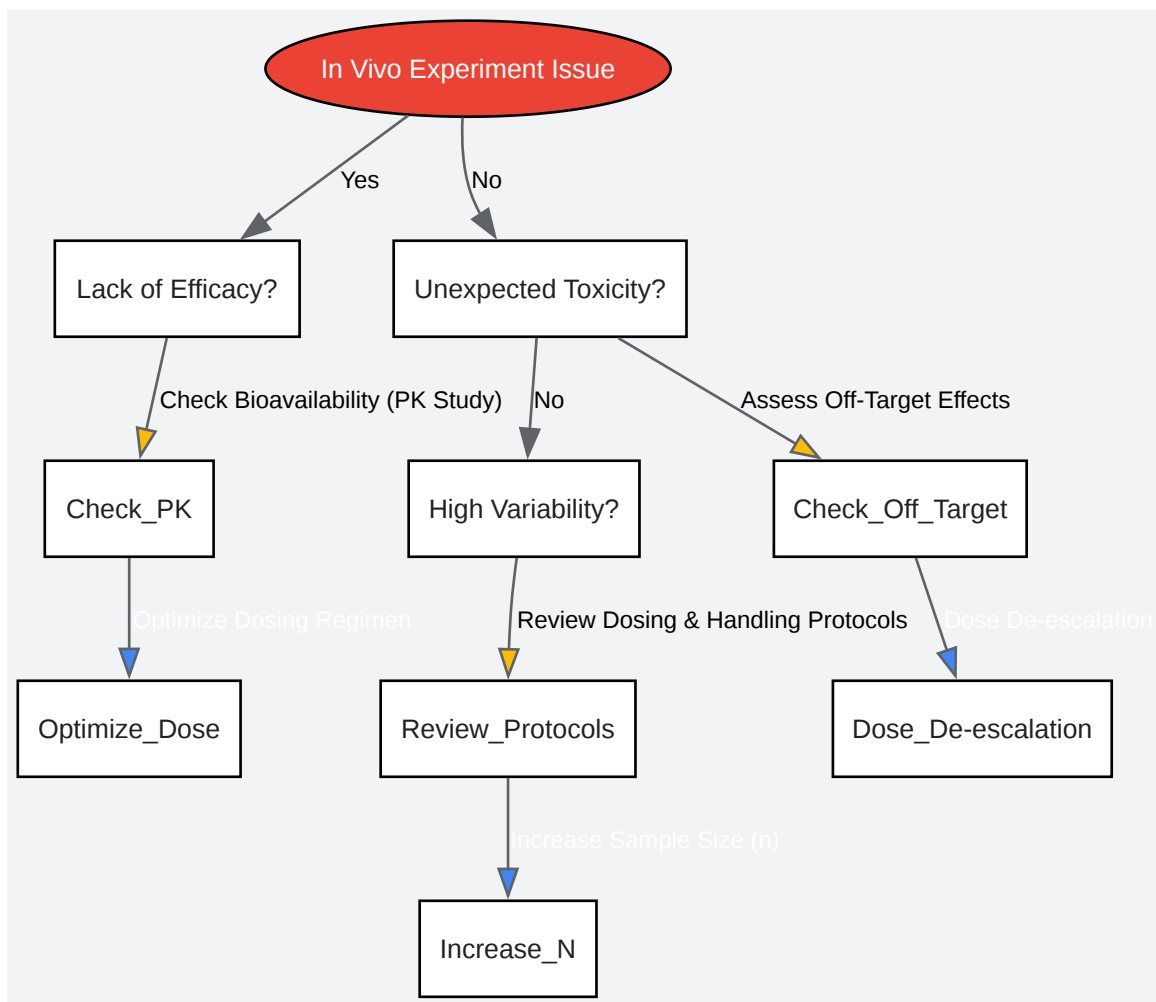 In Vivo Experiment Issue
Yes
No
Lack of Efficacy?
Unexpected Toxicity?
Check Bioavailability (PK Study)
No
Assess Off-Target Effects
Check_PK
High Variability?
Check_Off_Target
Optimize Dosing Regimen
Review Dosing & Handling Protocols
Dose De-escalation
Optimize_Dose
Review_Protocols
Dose_De-escalation
Increase Sample Size (n)
Increase_N